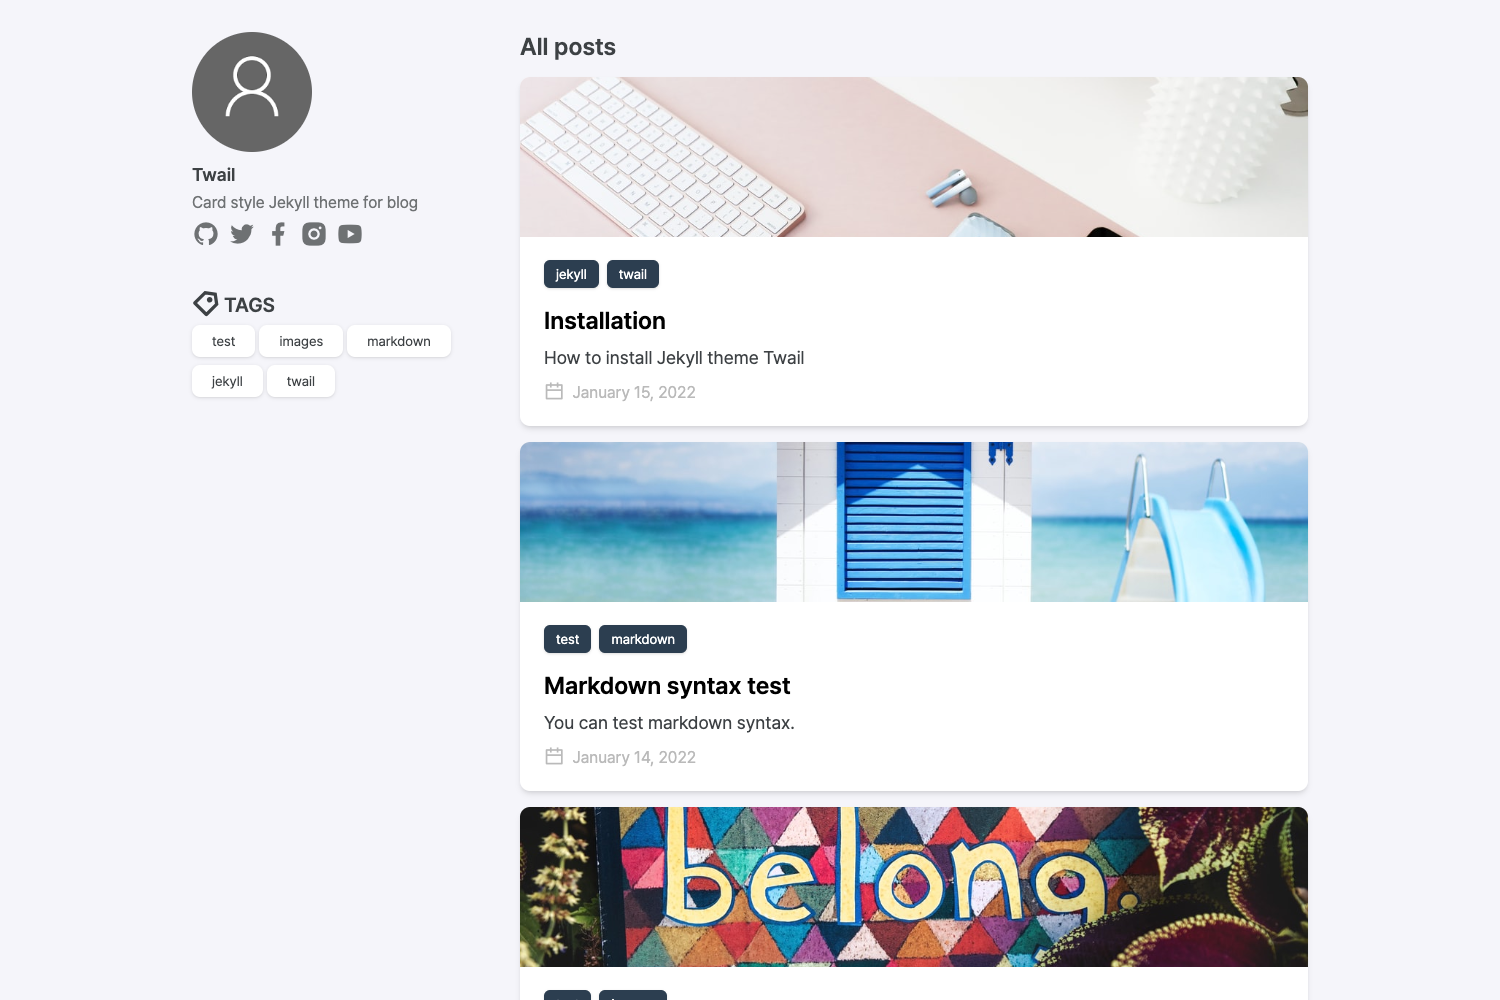 Twail
Card style Jekyll theme for blog
TAGS
test images markdown
jekyll twail
All posts
jekyll twail
Installation
How to install Jekyll theme Twail
January 15, 2022
test markdown
Markdown syntax test
You can test markdown syntax.
January 14, 2022
belong.